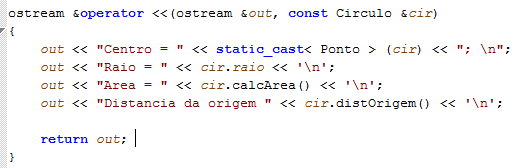 ostream &operator <<(ostream &out, const Circulo &cir)
{
    out << "Centro = " << static_cast< Ponto > (cir) << "; \n";
    out << "Raio = " << cir.raio << '\n';
    out << "Area = " << cir.calcArea() << '\n';
    out << "Distancia da origem " << cir.distOrigem() << '\n';

    return out;
}